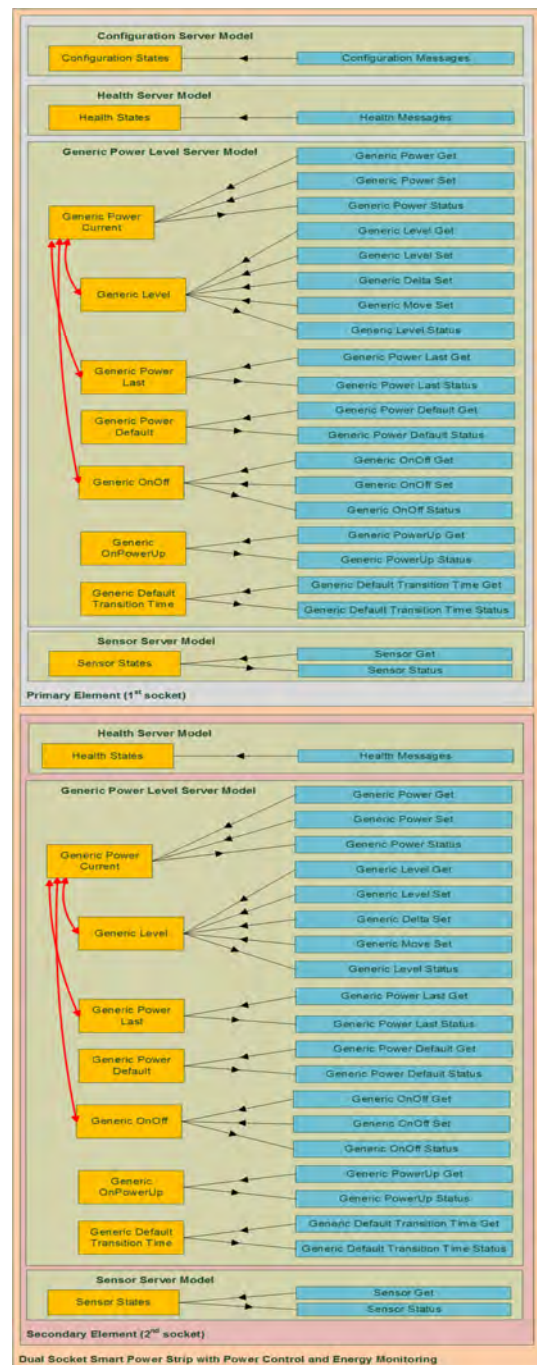 Configuration Server Model
Configuration States
Configuration Messages
Health Server Model
Health States
Health Messages
Generic Power Level Server Model
Generic Power Get
Generic Power Set
Generic Power Status
Generic Power
Current
Generic Level Get
Generic Level Set
Generic Level
Generic Delta Set
Generic Move Set
Generic Level Status
Generic Power Last Get
Generic Power
Last
Generic Power Last Status
Generic Power Default Get
Generic Power
Default
Generic Power Default Status
Generic OnOff Get
Generic OnOff
Generic OnOff Set
Generic OnOff Status
Generic PowerUp Get
Generic
OnPowerUp
Generic PowerUp Status
Generic Default Transition Time Get
Generic Default
Transition Time
Generic Default Transition Time Status
Sensor Server Model
Sensor States
Sensor Get
Sensor Status
Primary Element (1st socket)
Health Server Model
Health States
Health Messages
Generic Power Level Server Model
Generic Power Get
Generic Power Set
Generic Power Status
Generic Power
Current
Generic Level Get
Generic Level Set
Generic Level
Generic Delta Set
Generic Move Set
Generic Level Status
Generic Power Last Get
Generic Power
Last
Generic Power Last Status
Generic Power Default Get
Generic Power
Default
Generic Power Default Status
Generic OnOff Get
Generic OnOff
Generic OnOff Set
Generic OnOff Status
Generic PowerUp Get
Generic
OnPowerUp
Generic PowerUp Status
Generic Default Transition Time Get
Generic Default
Transition Time
Generic Default Transition Time Status
Sensor Server Model
Sensor States
Sensor Get
Sensor Status
Secondary Element (2nd socket)
Dual Socket Smart Power Strip with Power Control and Energy Monitoring